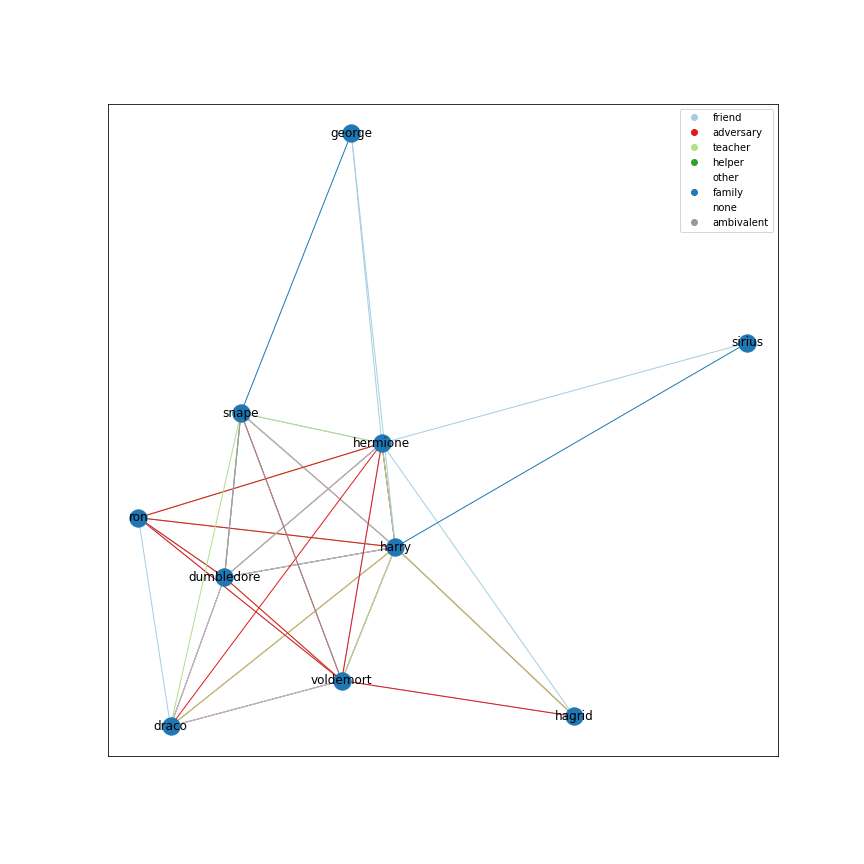 george
friend
adversary
teacher
helper
other
family
none
ambivalent
sirius
snape
hermione
ron
harry
dumbledore
voldemort
hagrid
draco